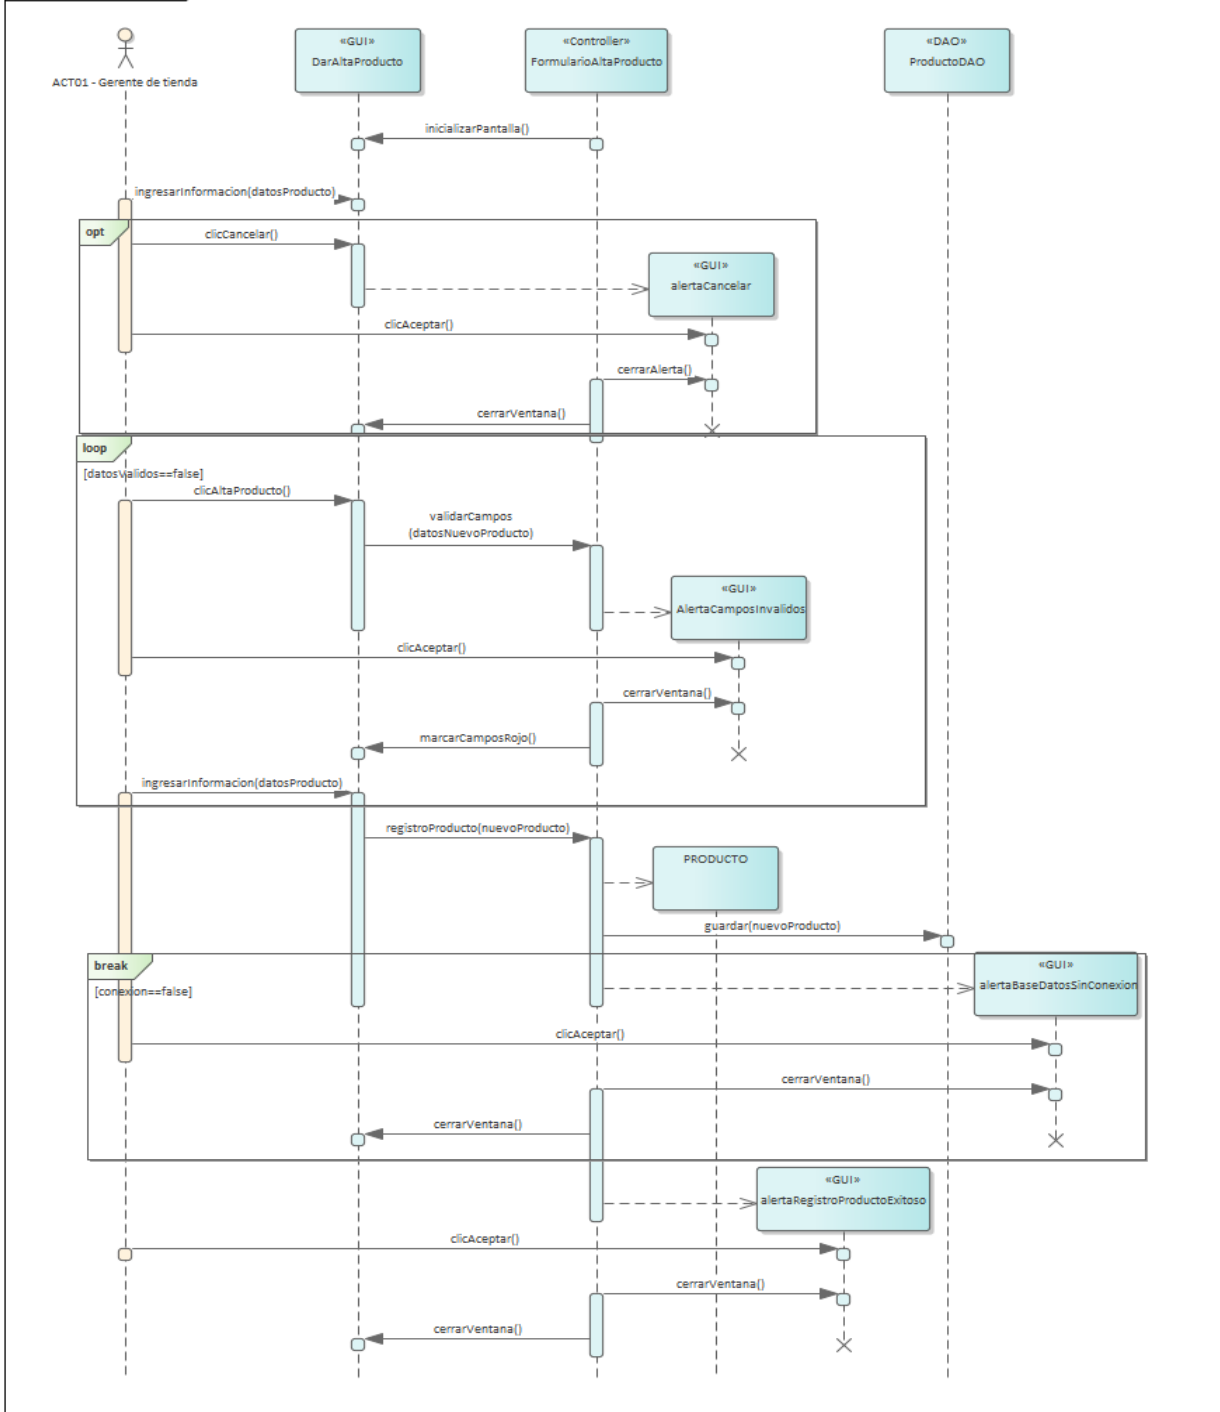 «GUI»
DarAltaProducto
«Controller»
FormularioAltaProducto
«DAO»
ProductoDAO
ACT01 - Gerente de tienda
inicializarPantalla()
ingresarInformacion(datosProducto)
opt
clicCancelar()
«GUI»
alertaCancelar
clicAceptar()
cerrarAlerta()
cerrarVentana()
loop
[datosValidos==false]
clicAltaProducto()
validarCampos
(datosNuevoProducto)
«GUI»
AlertaCamposInvalidos
clicAceptar()
cerrarVentana()
marcarCamposRojo()
ingresarInformacion(datosProducto)
registroProducto(nuevoProducto)
PRODUCTO
guardar(nuevoProducto)
break
[conexion==false]
«GUI»
alertaBaseDatosSinConexion
clicAceptar()
cerrarVentana()
cerrarVentana()
«GUI»
alertaRegistroProductoExitoso
clicAceptar()
cerrarVentana()
cerrarVentana()